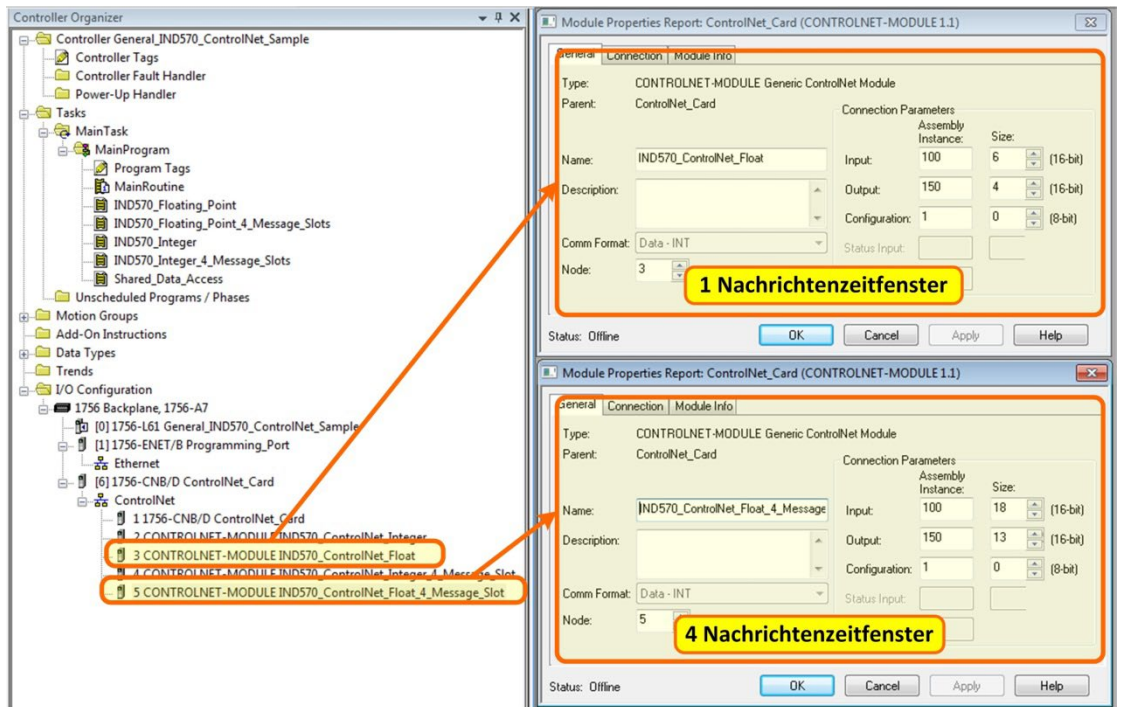 Controller Organizer
Controller General_IND570_ControlNet_Sample
Controller Tags
Controller Fault Handler
Power-Up Handler
Tasks
MainTask
MainProgram
Program Tags
MainRoutine
IND570_Floating_Point
IND570_Floating_Point_4_Message_Slots
IND570_Integer
IND570_Integer_4_Message_Slots
Shared_Data_Access
Unscheduled Programs / Phases
Motion Groups
Add-On Instructions
Data Types
Trends
I/O Configuration
1756 Backplane, 1756-A7
[0] 1756-L61 General_IND570_ControlNet_Sample
[1] 1756-ENET/B Programming_Port
Ethernet
[6] 1756-CNB/D ControlNet_Card
ControlNet
1 1756-CNB/D ControlNet_Card
2 CONTROLNET-MODULE IND570_ControlNet_Integer
3 CONTROLNET-MODULE IND570_ControlNet_Float
4 CONTROLNET-MODULE IND570_ControlNet_Integer_4_Message_Slot
5 CONTROLNET-MODULE IND570_ControlNet_Float_4_Message_Slot
Module Properties Report: ControlNet_Card (CONTROLNET-MODULE 1.1)
General Connection Module Info
Type: CONTROLNET-MODULE Generic ControlNet Module
Parent: ControlNet_Card
Connection Parameters
Assembly
Instance: Size:
Name: IND570_ControlNet_Float Input: 100 6 (16-bit)
Description: Output: 150 4 (16-bit)
Configuration: 1 0 (8-bit)
Comm Format: Data - INT Status Input:
Node: 3
1 Nachrichtenzeitfenster
Status: Offline OK Cancel Apply Help
Module Properties Report: ControlNet_Card (CONTROLNET-MODULE 1.1)
General Connection Module Info
Type: CONTROLNET-MODULE Generic ControlNet Module
Parent: ControlNet_Card
Connection Parameters
Assembly
Instance: Size:
Name: IND570_ControlNet_Float_4_Message Input: 100 18 (16-bit)
Description: Output: 150 13 (16-bit)
Configuration: 1 0 (8-bit)
Comm Format: Data - INT Status Input:
Node: 5
4 Nachrichtenzeitfenster
Status: Offline OK Cancel Apply Help